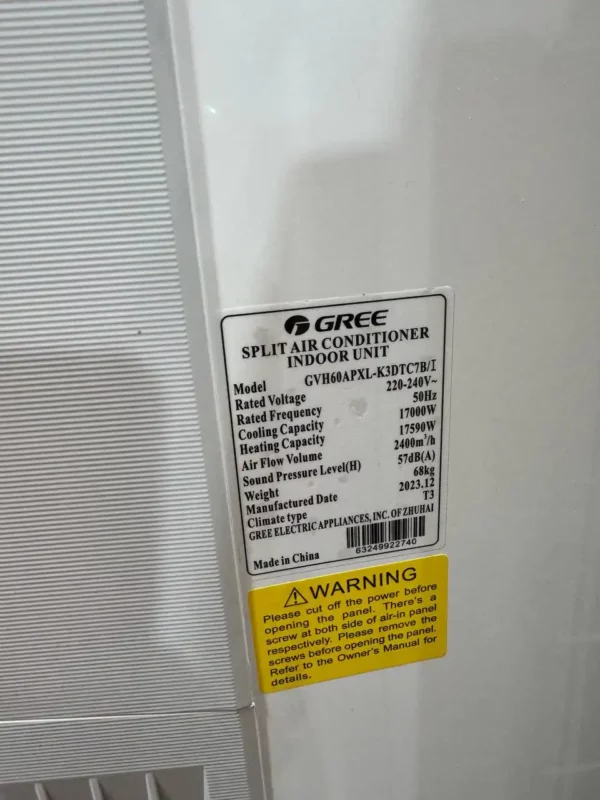 GREE
SPLIT AIR CONDITIONER
INDOOR UNIT
Model GVH60APXL-K3DTC7B/I
Rated Voltage 220-240V~
Rated Frequency 50Hz
Cooling Capacity 17000W
Heating Capacity 17590W
Air Flow Volume 2400m³/h
Sound Pressure Level(H) 57dB(A)
Weight 68kg
Manufactured Date 2023.12
Climate type T3
GREE ELECTRIC APPLIANCES, INC. OF ZHUHAI
Made in China 63249922740
WARNING
Please cut off the power before
opening the panel. There's a
screw at both side of air-in panel
respectively. Please remove the
screws before opening the panel.
Refer to the Owner's Manual for
details.